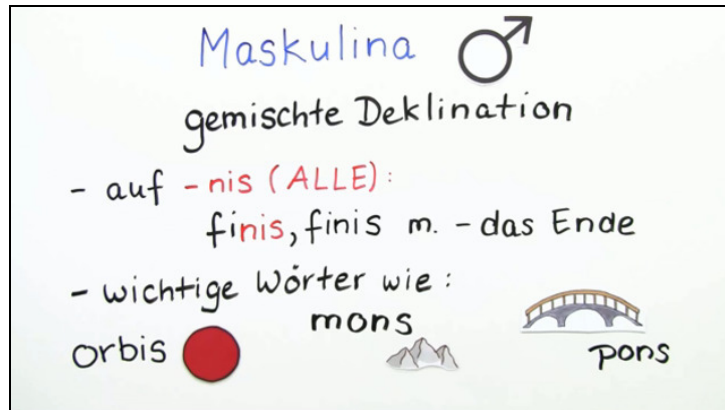 Maskulina
gemischte Deklination
- auf -nis (ALLE):
finis, finis m. - das Ende
- wichtige Wörter wie:
orbis mons pons